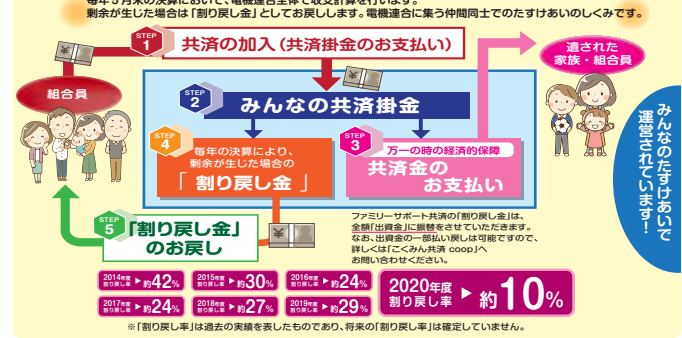 毎年5月末の決算において、電機連合全体で収支計算を行います。
剰余が生じた場合は「割り戻し金」としてお戻しします。電機連合に集う仲間同士でのたすけあいのしくみです。
STEP 1
共済の加入（共済掛金のお支払い）
遺された
家族・組合員
組合員
STEP 2
みんなの共済掛金
STEP 4
毎年の決算により、
剰余が生じた場合の
「 割り戻し金 」
STEP 3
万一の時の経済的保障
共済金の
お支払い
みんなのたすけあいで
運営されています！
STEP 5
「割り戻し金」
のお戻し
ファミリーサポート共済の「割り戻し金」は、
全額「出資金」に振替をさせていただきます。
なお、出資金の一部払い戻しは可能ですので、
詳しくは「こくみん共済 coop」へ
お問い合わせください。
2014年度
割り戻し率 ▶ 約42%
2015年度
割り戻し率 ▶ 約30%
2016年度
割り戻し率 ▶ 約24%
2017年度
割り戻し率 ▶ 約24%
2018年度
割り戻し率 ▶ 約27%
2019年度
割り戻し率 ▶ 約29%
2020年度
割り戻し率 ▶ 約10%
※「割り戻し率」は過去の実績を表したものであり、将来の「割り戻し率」は確定していません。